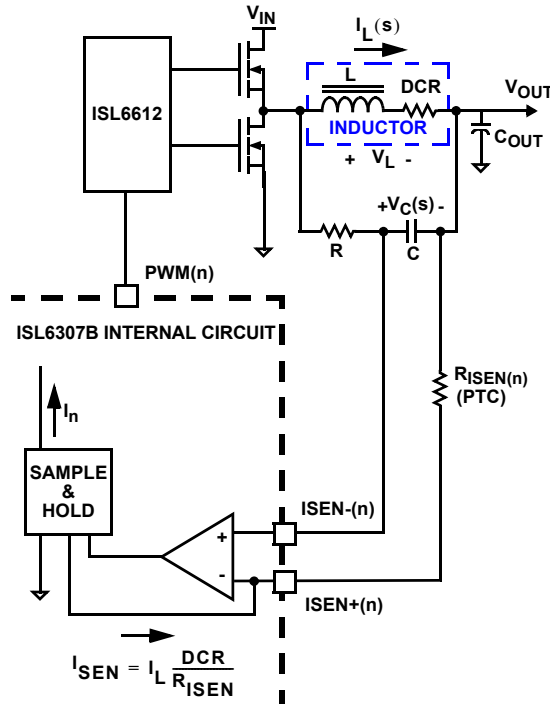 V_IN
I_L(s)
ISL6612
L
DCR
INDUCTOR
V_OUT
C_OUT
+ V_L -
+V_C(s)-
R
C
PWM(n)
ISL6307B INTERNAL CIRCUIT
R_ISEN(n)
(PTC)
I_n
SAMPLE
&
HOLD
ISEN-(n)
+
-
ISEN+(n)
I_SEN = I_L DCR/R_ISEN